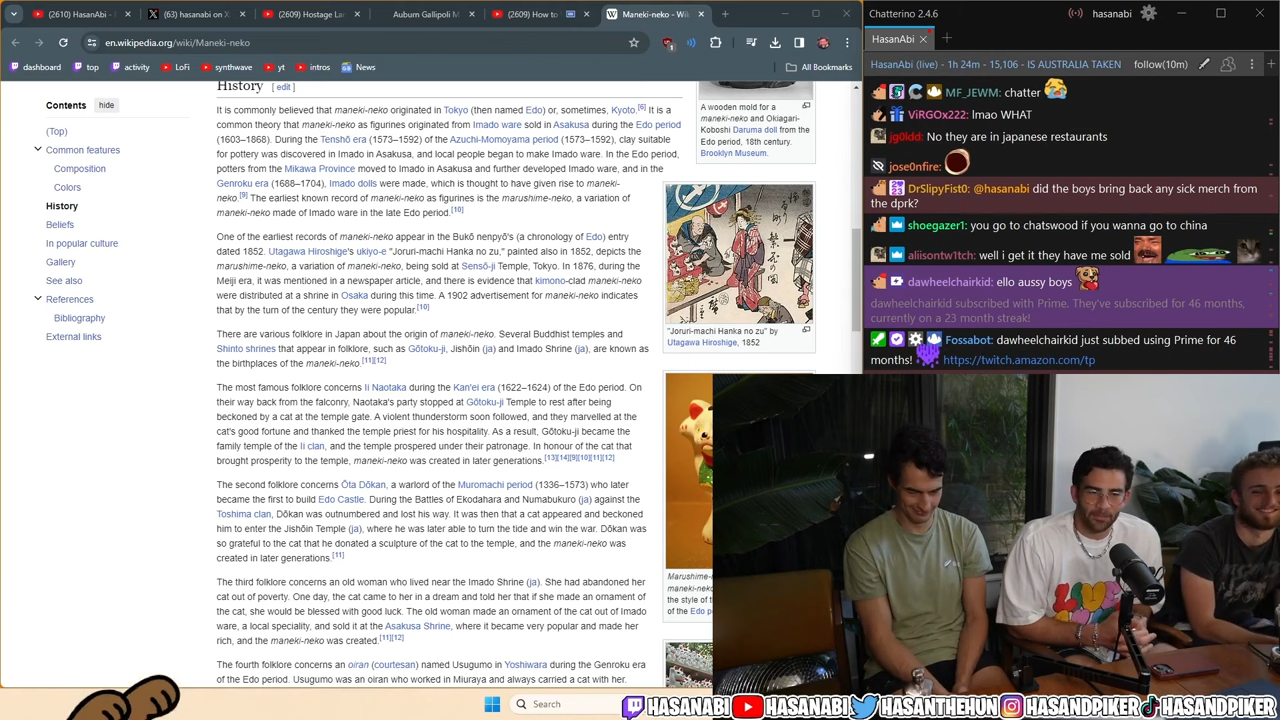 (2610) HasanAbi -
(63) hasanabi on X
(2609) Hostage Lar
Auburn Gallipoli M
(2609) How to
Maneki-neko - Wik
en.wikipedia.org/wiki/Maneki-neko
dashboard
top
activity
LoFi
synthwave
yt
intros
News
All Bookmarks
Contents
hide
(Top)
Common features
Composition
Colors
History
Beliefs
In popular culture
Gallery
See also
References
Bibliography
External links
History [ edit ]
It is commonly believed that maneki-neko originated in Tokyo (then named Edo) or, sometimes, Kyoto.[6] It is a
common theory that maneki-neko as figurines originated from Imado ware sold in Asakusa during the Edo period
(1603–1868). During the Tenshō era (1573–1592) of the Azuchi-Momoyama period (1573–1592), clay suitable
for pottery was discovered in Imado in Asakusa, and local people began to make Imado ware. In the Edo period,
potters from the Mikawa Province moved to Asakusa and further developed Imado ware, and in the
Genroku era (1688–1704), Imado dolls were made, which is thought to have given rise to maneki-
neko.[9] The earliest known record of maneki-neko as figurines is the marushime-neko, a variation of
maneki-neko made of Imado ware in the late Edo period.[10]
One of the earliest records of maneki-neko appear in the Bukō nenpyō's (a chronology of Edo) entry
dated 1852. Utagawa Hiroshige's ukiyo-e "Joruri-machi Hanka no zu," painted also in 1852, depicts the
marushime-neko, a variation of maneki-neko, being sold at Sensō-ji Temple, Tokyo. In 1876, during the
Meiji era, it was mentioned in a newspaper article, and there is evidence that kimono-clad maneki-neko
were distributed at a shrine in Osaka during this time. A 1902 advertisement for maneki-neko indicates
that by the turn of the century they were popular.[10]
There are various folklore in Japan about the origin of maneki-neko. Several Buddhist temples and
Shinto shrines that appear in folklore, such as Gōtoku-ji, Jishōin (ja) and Imado Shrine (ja), are known as
the birthplaces of the maneki-neko.[11][12]
The most famous folklore concerns Ii Naotaka during the Kan'ei era (1622–1624) of the Edo period. On
their way back from the falconry, Naotaka's party stopped at Gōtoku-ji Temple to rest after being
beckoned by a cat at the temple gate. A violent thunderstorm soon followed, and they marvelled at the
cat's good fortune and thanked the temple priest for his hospitality. As a result, Gōtoku-ji became the
family temple of the Ii clan, and the temple prospered under their patronage. In honour of the cat that
brought prosperity to the temple, maneki-neko was created in later generations.[13][14][9][10][11][12]
The second folklore concerns Ōta Dōkan, a warlord of the Muromachi period (1336–1573) who later
became the first to build Edo Castle. During the Battles of Ekodahara and Numabukuro (ja) against the
Toshima clan, Dōkan was outnumbered and lost his way. It was then that a cat appeared and beckoned
him to enter the Jishōin Temple (ja), where he was later able to turn the tide and win the war. Dōkan was
so grateful to the cat that he donated a sculpture of the cat to the temple, and the maneki-neko was
created in later generations.[11]
The third folklore concerns an old woman who lived near the Imado Shrine (ja). She had abandoned her
cat out of poverty. One day, the cat came to her in a dream and told her that if she made an ornament of
the cat, she would be blessed with good luck. The old woman made an ornament of the cat out of Imado
ware, a local speciality, and sold it at the Asakusa Shrine, where it became very popular and made her
rich, and the maneki-neko was created.[11][12]
The fourth folklore concerns an oiran (courtesan) named Usugumo in Yoshiwara during the Genroku era
of the Edo period. Usugumo was an oiran who worked in Miuraya and always carried a cat with her.
A wooden mold for a
maneki-neko and Okiagari-
Koboshi Daruma doll from the
Edo period, 18th century.
Brooklyn Museum.
"Joruri-machi Hanka no zu" by
Utagawa Hiroshige, 1852
Marushime-
maneki-neko
the style of
of the Edo p
Search
Chatterino 2.4.6
hasanabi
HasanAbi
HasanAbi (live) - 1h 24m - 15,106 - IS AUSTRALIA TAKEN
follow(10m)
MF_JEWM: chatter
ViRGOx222: lmao WHAT
jg0ldd: No they are in japanese restaurants
jose0nfire:
DrSlipyFist0: @hasanabi did the boys bring back any sick merch from
the dprk?
shoegazer1: you go to chatswood if you wanna go to china
aliisontw1tch: well i get it they have me sold
dawheelchairkid: ello aussy boys
dawheelchairkid subscribed with Prime. They've subscribed for 46 months,
currently on a 23 month streak!
Fossabot: dawheelchairkid just subbed using Prime for 46
months! https://twitch.amazon.com/tp
HASANABI
HASANABI
HASANTHEHUN
HASANDPIKER
HASANDPIKER